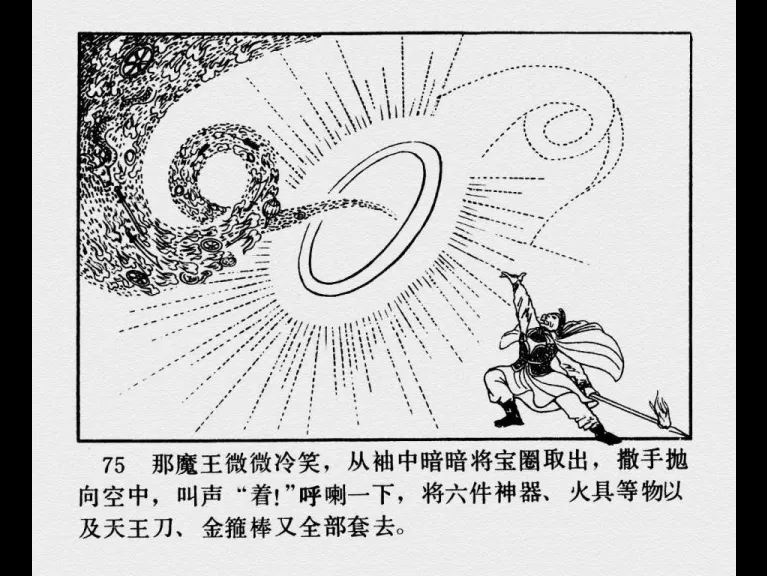 75 那魔王微微冷笑，从袖中暗暗将宝圈取出，撒手抛
向空中，叫声“着!”呼喇一下，将六件神器、火具等物以
及天王刀、金箍棒又全部套去。